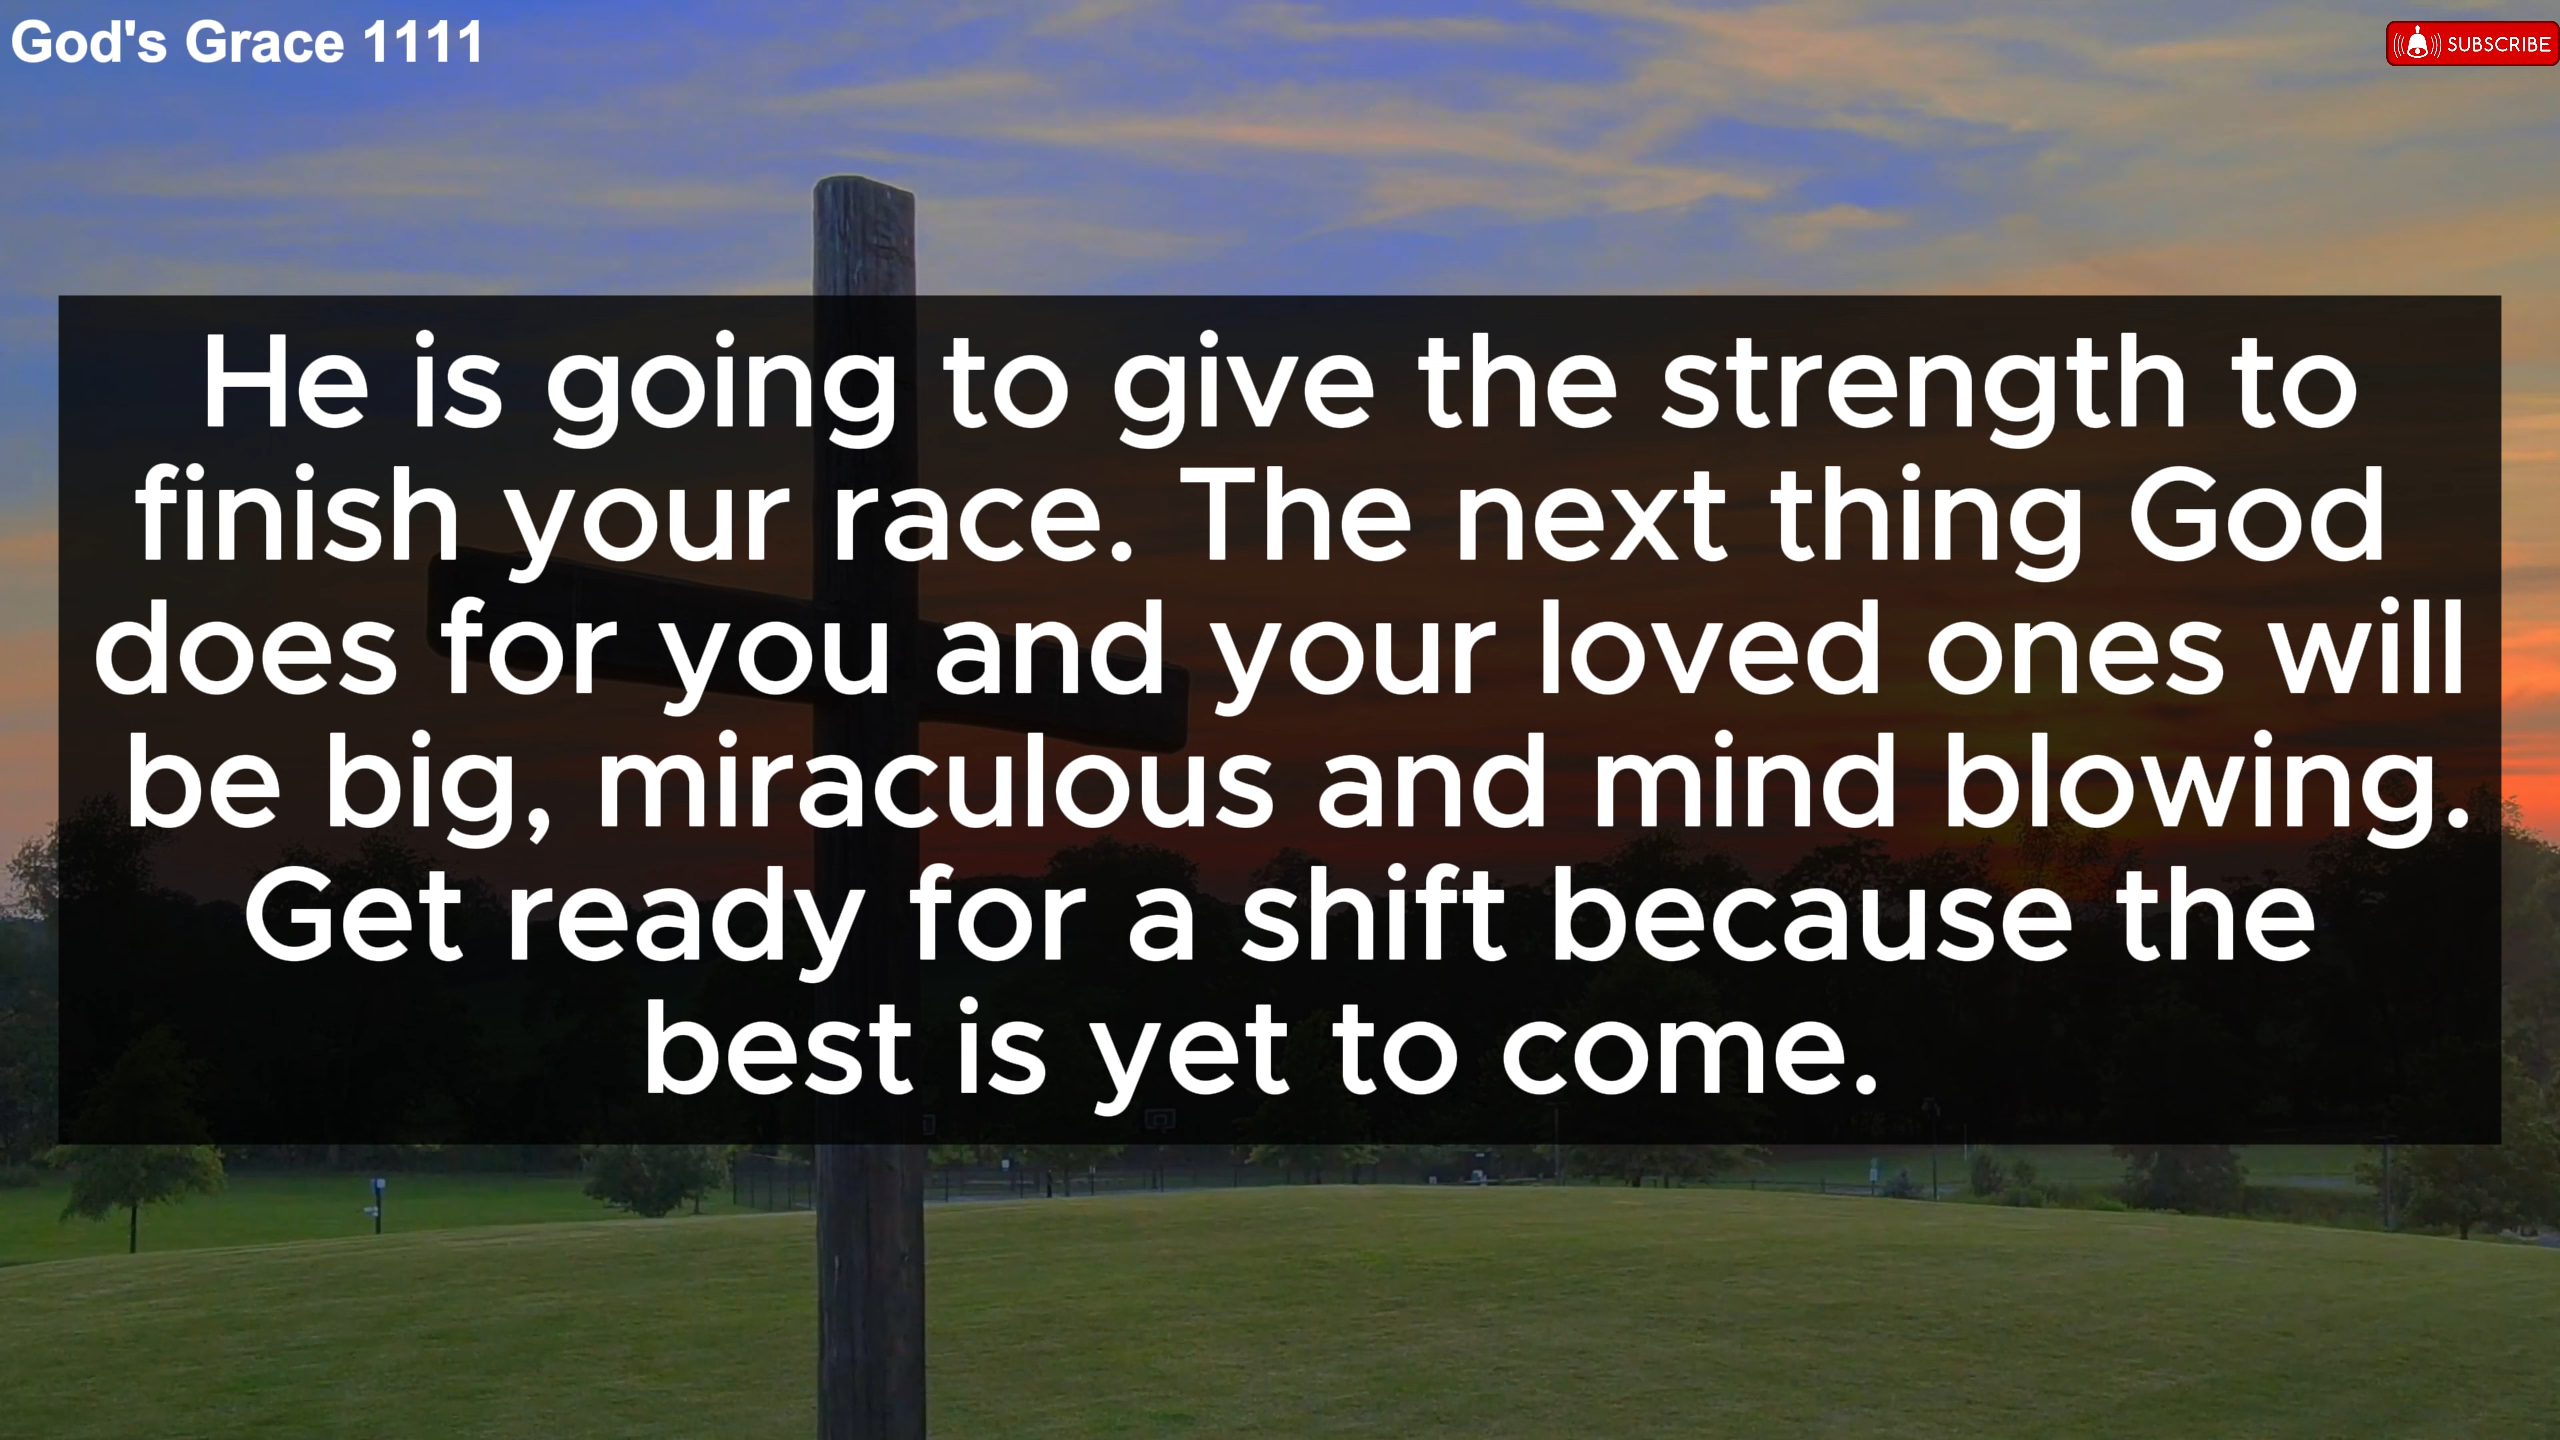 God's Grace 1111
SUBSCRIBE
He is going to give the strength to
finish your race. The next thing God
does for you and your loved ones will
be big, miraculous and mind blowing.
Get ready for a shift because the
best is yet to come.